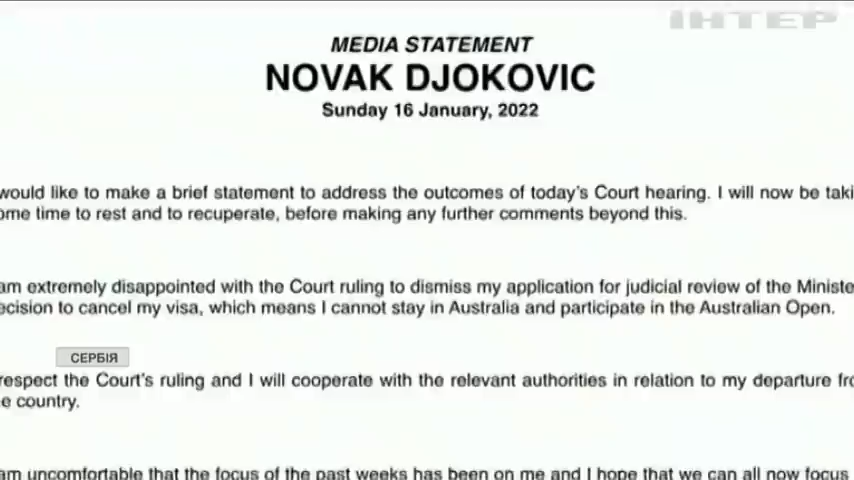 ІНТЕР
MEDIA STATEMENT
NOVAK DJOKOVIC
Sunday 16 January, 2022
would like to make a brief statement to address the outcomes of today's Court hearing. I will now be taki
ome time to rest and to recuperate, before making any further comments beyond this.
am extremely disappointed with the Court ruling to dismiss my application for judicial review of the Ministe
ecision to cancel my visa, which means I cannot stay in Australia and participate in the Australian Open.
СЕРБІЯ
respect the Court's ruling and I will cooperate with the relevant authorities in relation to my departure fro
e country.
am uncomfortable that the focus of the past weeks has been on me and I hope that we can all now focus